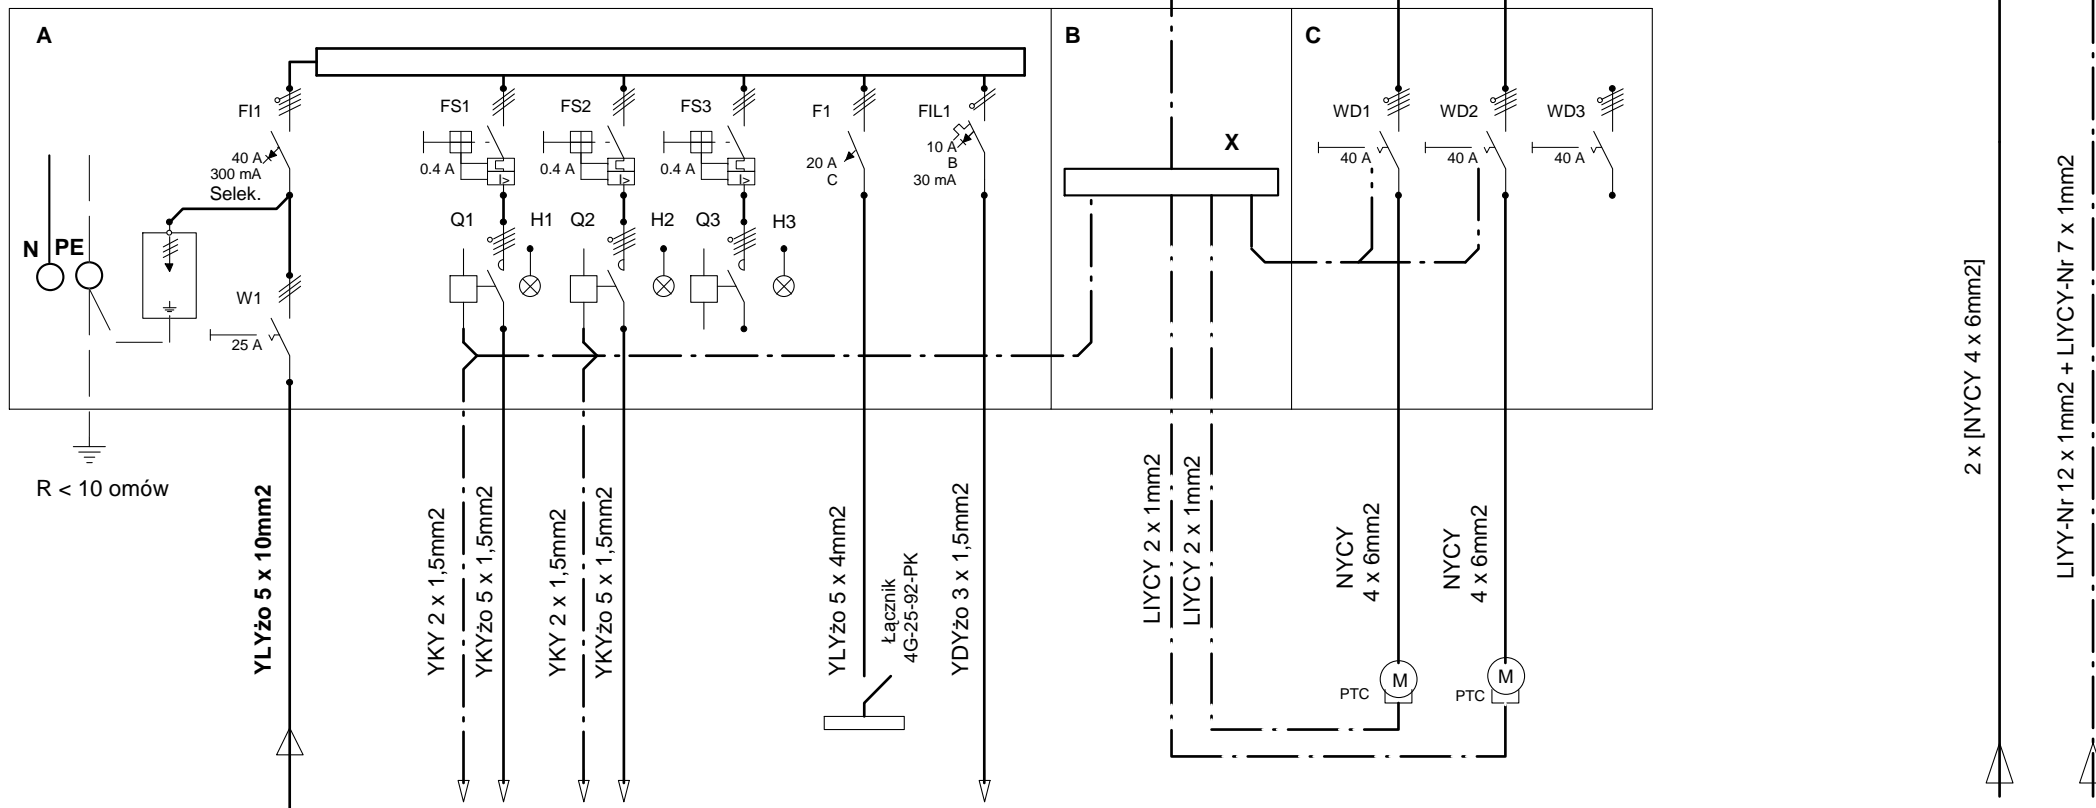 A
B
C
FI1
FS1
FS2
FS3
F1
FIL1
WD1
WD2
WD3
40 A
300 mA
Selek.
0.4 A
0.4 A
0.4 A
20 A
C
10 A
B
30 mA
X
40 A
40 A
40 A
N
PE
Q1
H1
Q2
H2
Q3
H3
W1
25 A
R < 10 omów
YLYżo 5 x 10mm2
YKY 2 x 1,5mm2
YKYżo 5 x 1,5mm2
YKY 2 x 1,5mm2
YKYżo 5 x 1,5mm2
YLYżo 5 x 4mm2
Łącznik
4G-25-92-PK
YDYżo 3 x 1,5mm2
LIYCY 2 x 1mm2
LIYCY 2 x 1mm2
NYCY
4 x 6mm2
NYCY
4 x 6mm2
PTC
M
PTC
M
2 x [NYCY 4 x 6mm2]
LIYY-Nr 12 x 1mm2 + LIYCY-Nr 7 x 1mm2
I>
I>
I>